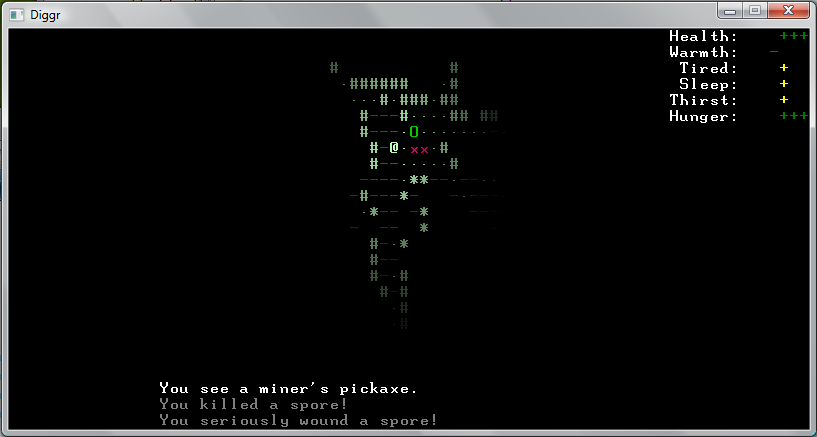 Diggr
Health: +++
Warmth: -
Tired: +
Sleep: +
Thirst: +
Hunger: +++
You see a miner's pickaxe.
You killed a spore!
You seriously wound a spore!